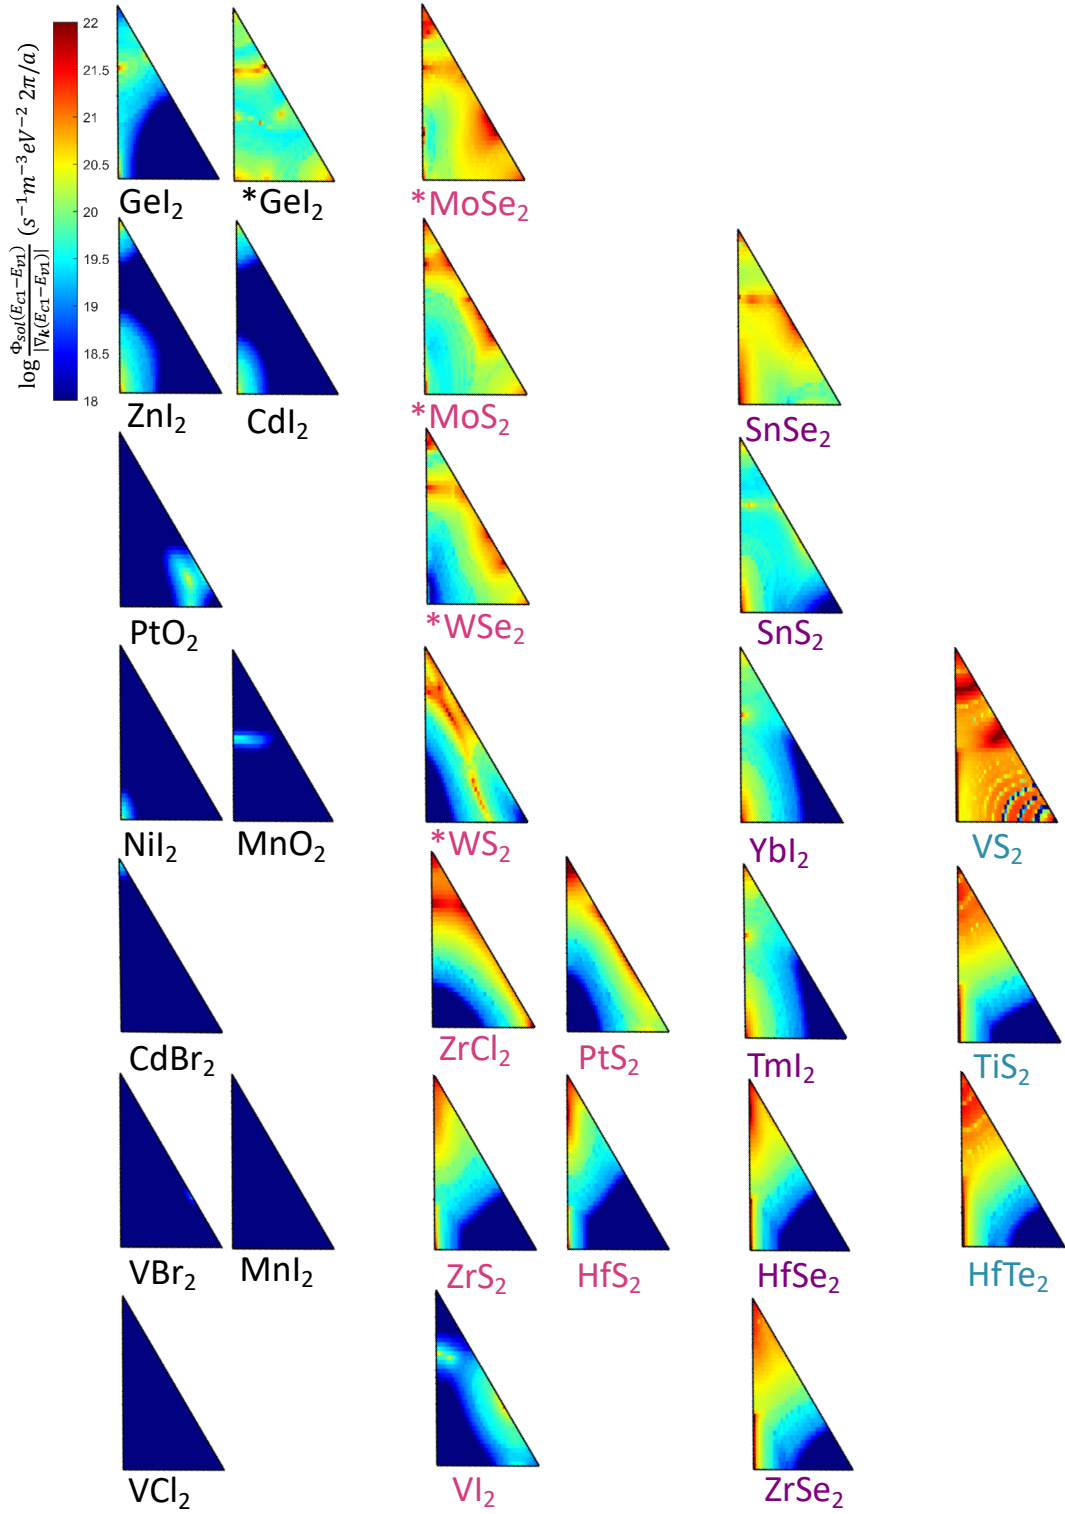 log Φsol(Ec1−Ev1) / |∇k(Ec1−Ev1)| (s⁻¹m⁻³eV⁻² 2π/a)
22
21.5
21
20.5
20
19.5
19
18.5
18
GeI₂ *GeI₂ *MoSe₂
ZnI₂ CdI₂ *MoS₂ SnSe₂
PtO₂ *WSe₂ SnS₂
NiI₂ MnO₂ *WS₂ YbI₂ VS₂
CdBr₂ ZrCl₂ PtS₂ TmI₂ TiS₂
VBr₂ MnI₂ ZrS₂ HfS₂ HfSe₂ HfTe₂
VCl₂ VI₂ ZrSe₂